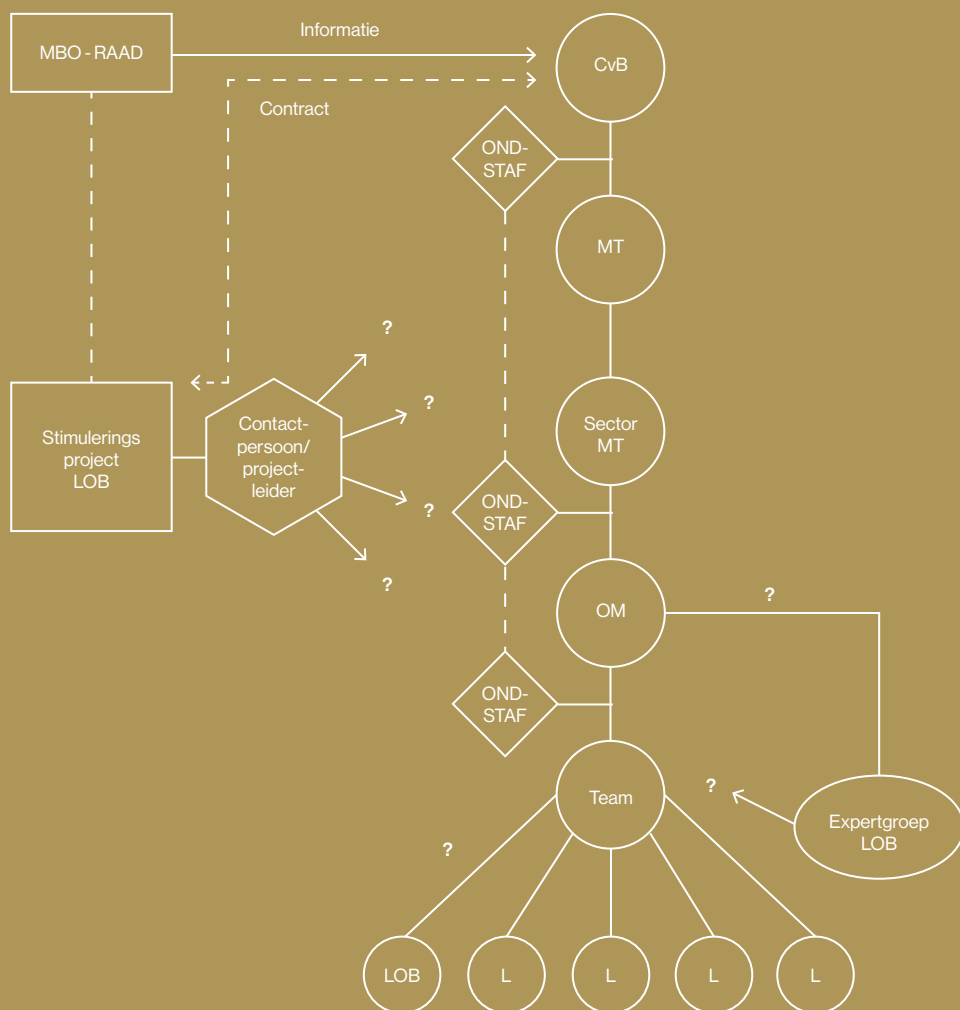 MBO - RAAD
Informatie
CvB
Contract
OND-
STAF
MT
?
?
?
?
Stimulerings
project
LOB
Contact-
persoon/
project-
leider
Sector
MT
OND-
STAF
OM
?
OND-
STAF
Team
?
?
Expertgroep
LOB
LOB
L
L
L
L